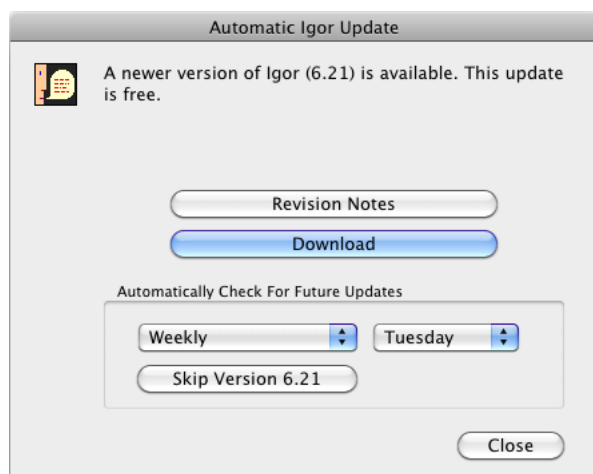 Automatic Igor Update
A newer version of Igor (6.21) is available. This update
is free.
Revision Notes
Download
Automatically Check For Future Updates
Weekly
Tuesday
Skip Version 6.21
Close